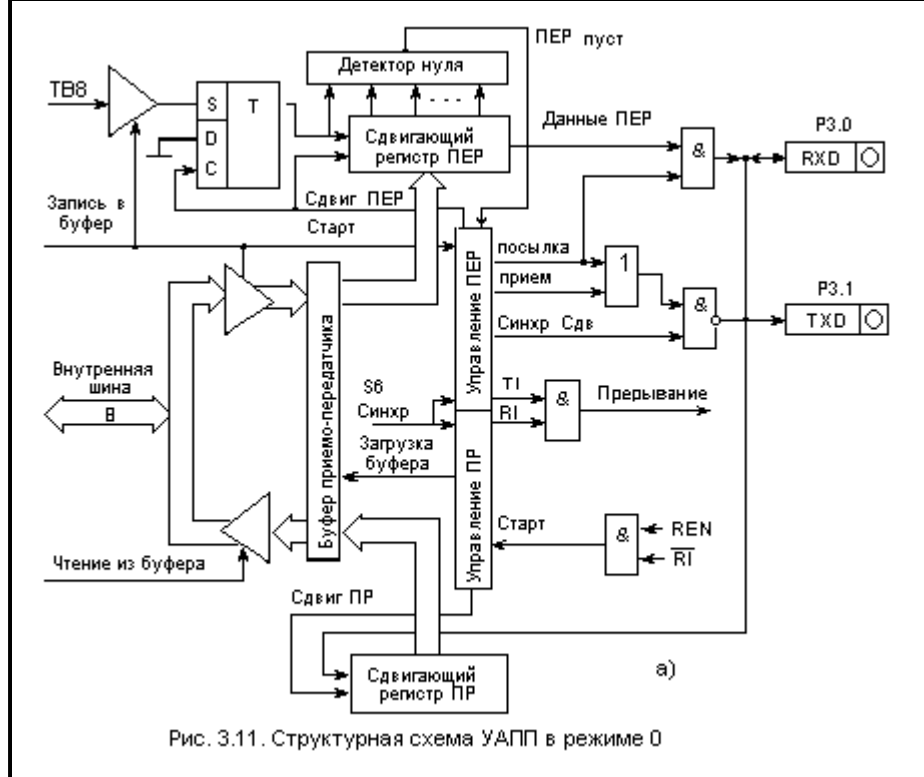 ПЕР пуст
Детектор нуля
TB8
S
T
D
C
Сдвигающий
регистр ПЕР
Данные ПЕР
&
P3.0
RXD
Запись в
буфер
Сдвиг ПЕР
Старт
посылка
прием
Синхр Сдв
1
&
P3.1
TXD
Управление ПЕР
Внутренняя
шина
8
Буфер приемо-передатчика
S6
Синхр
TI
RI
&
Прерывание
Загрузка
буфера
Управление ПР
Старт
&
REN
RI
Чтение из буфера
Сдвиг ПР
Сдвигающий
регистр ПР
а)
Рис. 3.11. Структурная схема УАПП в режиме 0